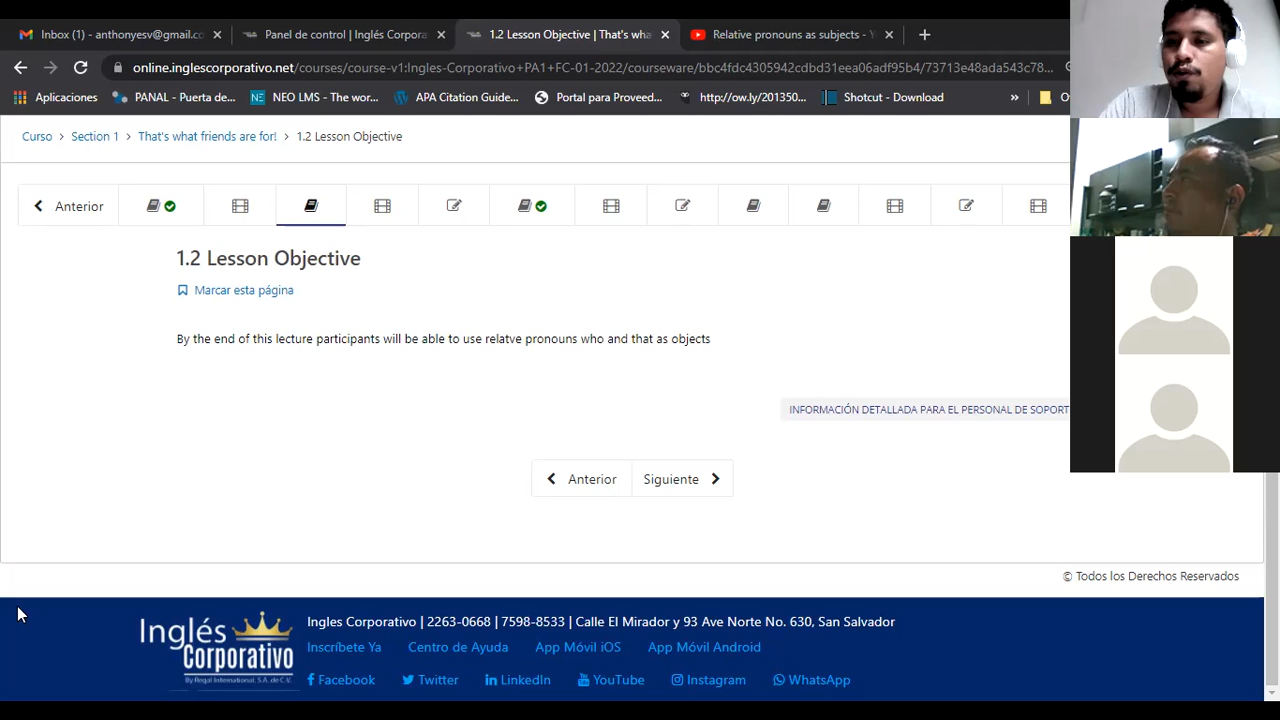 Inbox (1) - anthonyesv@gmail.co
Panel de control | Inglés Corpora
1.2 Lesson Objective | That's wha
Relative pronouns as subjects - Y
online.inglescorporativo.net/courses/course-v1:Ingles-Corporativo+PA1+FC-01-2022/courseware/bbc4fdc4305942cdbd31eea06adf95b4/73713e48ada543c78...
Aplicaciones
PANAL - Puerta de...
NEO LMS - The wor...
APA Citation Guide...
Portal para Proveed...
http://ow.ly/201350...
Shotcut - Download
»
Curso > Section 1 > That's what friends are for! > 1.2 Lesson Objective
Anterior
1.2 Lesson Objective
Marcar esta página
By the end of this lecture participants will be able to use relatve pronouns who and that as objects
INFORMACIÓN DETALLADA PARA EL PERSONAL DE SOPORT
Anterior
Siguiente
© Todos los Derechos Reservados
Inglés Corporativo
By Regal International, S.A. de C.V.
Ingles Corporativo | 2263-0668 | 7598-8533 | Calle El Mirador y 93 Ave Norte No. 630, San Salvador
Inscríbete Ya
Centro de Ayuda
App Móvil iOS
App Móvil Android
Facebook
Twitter
LinkedIn
YouTube
Instagram
WhatsApp